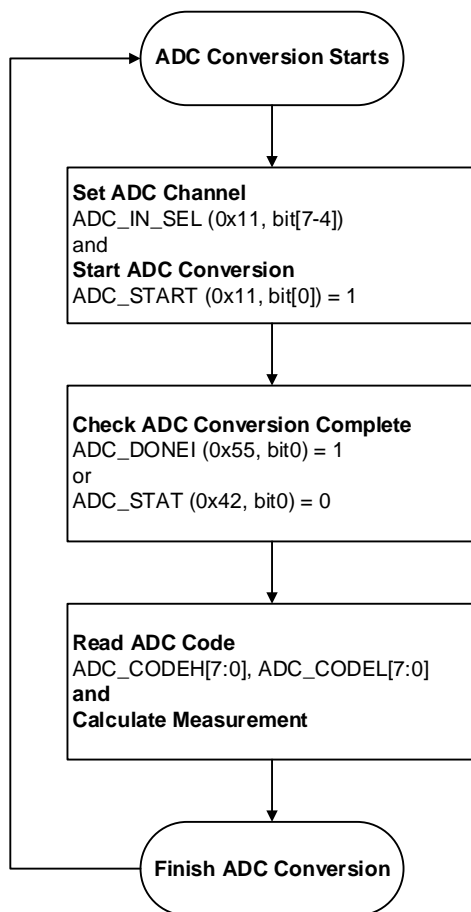 ADC Conversion Starts
Set ADC Channel
ADC_IN_SEL (0x11, bit[7-4])
and
Start ADC Conversion
ADC_START (0x11, bit[0]) = 1
Check ADC Conversion Complete
ADC_DONEI (0x55, bit0) = 1
or
ADC_STAT (0x42, bit0) = 0
Read ADC Code
ADC_CODEH[7:0], ADC_CODEL[7:0]
and
Calculate Measurement
Finish ADC Conversion